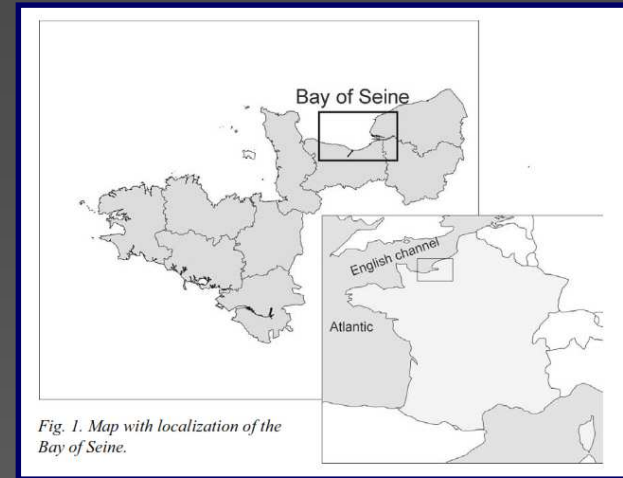 Bay of Seine
English channel
Atlantic
Fig. 1. Map with localization of the
Bay of Seine.